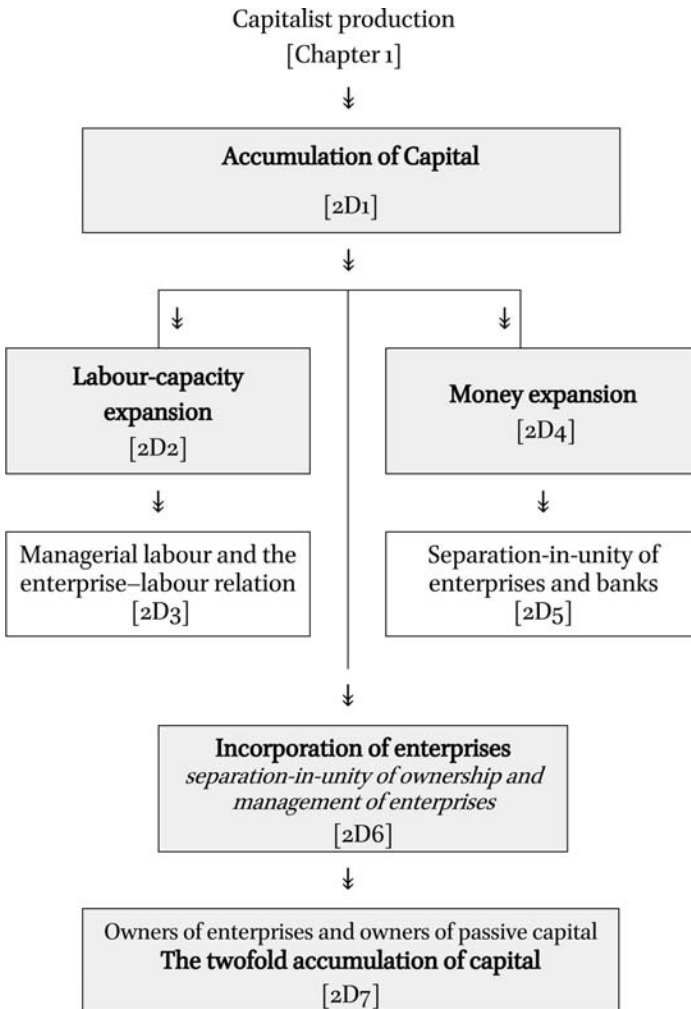 Capitalist production
[Chapter 1]
↡
Accumulation of Capital
[2D1]
↡
↡
Labour-capacity
expansion
[2D2]
↡
Managerial labour and the
enterprise–labour relation
[2D3]
↡
Money expansion
[2D4]
↡
Separation-in-unity of
enterprises and banks
[2D5]
↡
Incorporation of enterprises
separation-in-unity of ownership and
management of enterprises
[2D6]
↡
Owners of enterprises and owners of passive capital
The twofold accumulation of capital
[2D7]